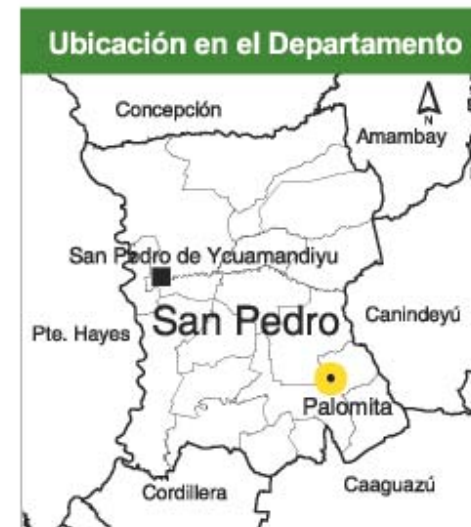 Ubicación en el Departamento
Concepción
N
Amambay
San Pedro de Ycuamandiyu
San Pedro
Canindeyú
Pte. Hayes
Palomita
Cordillera
Caaguazú